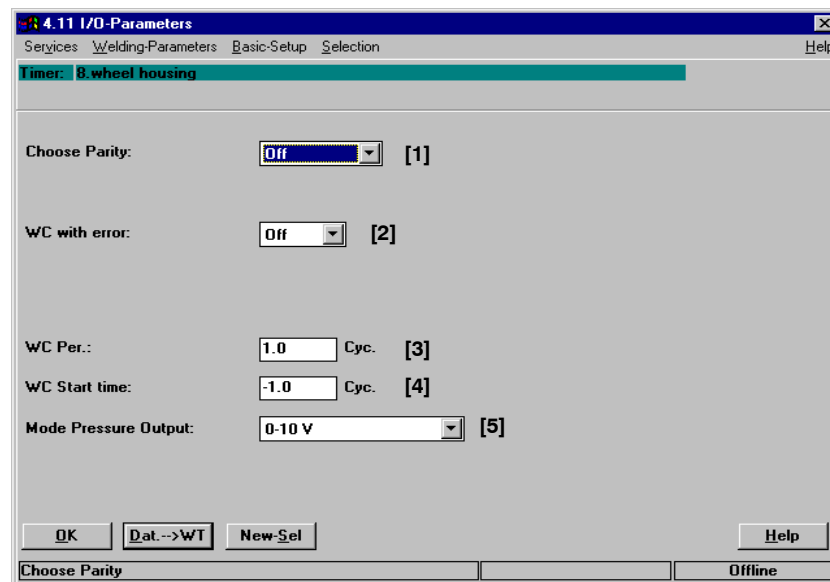 4.11 I/O-Parameters
Services Welding-Parameters Basic-Setup Selection Help
Timer: 8.wheel housing
Choose Parity: Off [1]
WC with error: Off [2]
WC Per.: 1.0 Cyc. [3]
WC Start time: -1.0 Cyc. [4]
Mode Pressure Output: 0-10 V [5]
OK Dat.-->WT New-Sel Help
Choose Parity Offline